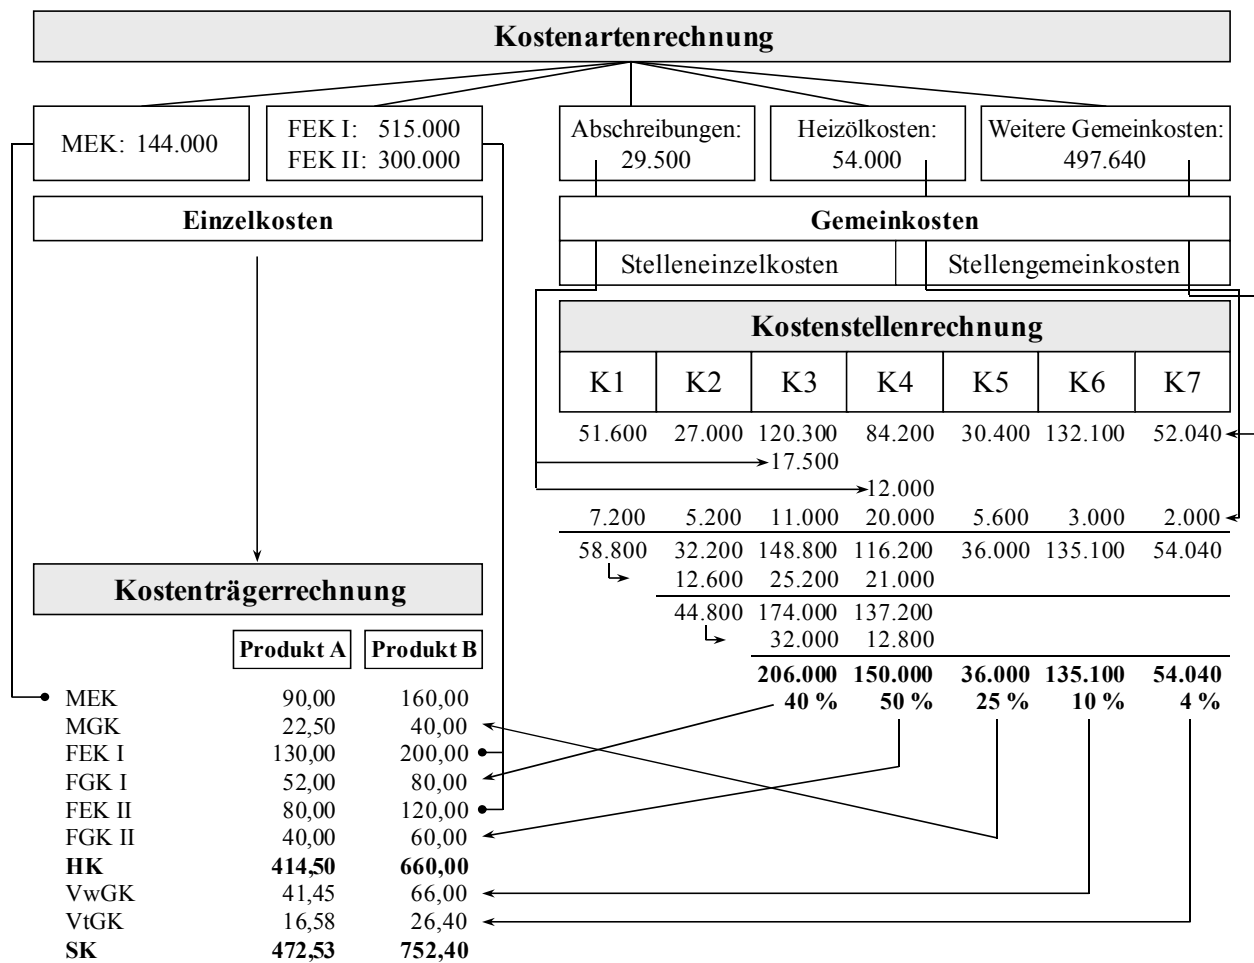 Kostenartenrechnung
MEK: 144.000
FEK I: 515.000
FEK II: 300.000
Abschreibungen:
29.500
Heizölkosten:
54.000
Weitere Gemeinkosten:
497.640
Einzelkosten
Gemeinkosten
Stelleneinzelkosten Stellengemeinkosten
Kostenstellenrechnung
K1 K2 K3 K4 K5 K6 K7
51.600 27.000 120.300 84.200 30.400 132.100 52.040
17.500
12.000
7.200 5.200 11.000 20.000 5.600 3.000 2.000
58.800 32.200 148.800 116.200 36.000 135.100 54.040
12.600 25.200 21.000
44.800 174.000 137.200
32.000 12.800
206.000 150.000 36.000 135.100 54.040
40 % 50 % 25 % 10 % 4 %
Kostenträgerrechnung
Produkt A Produkt B
MEK 90,00 160,00
MGK 22,50 40,00
FEK I 130,00 200,00
FGK I 52,00 80,00
FEK II 80,00 120,00
FGK II 40,00 60,00
HK 414,50 660,00
VwGK 41,45 66,00
VtGK 16,58 26,40
SK 472,53 752,40